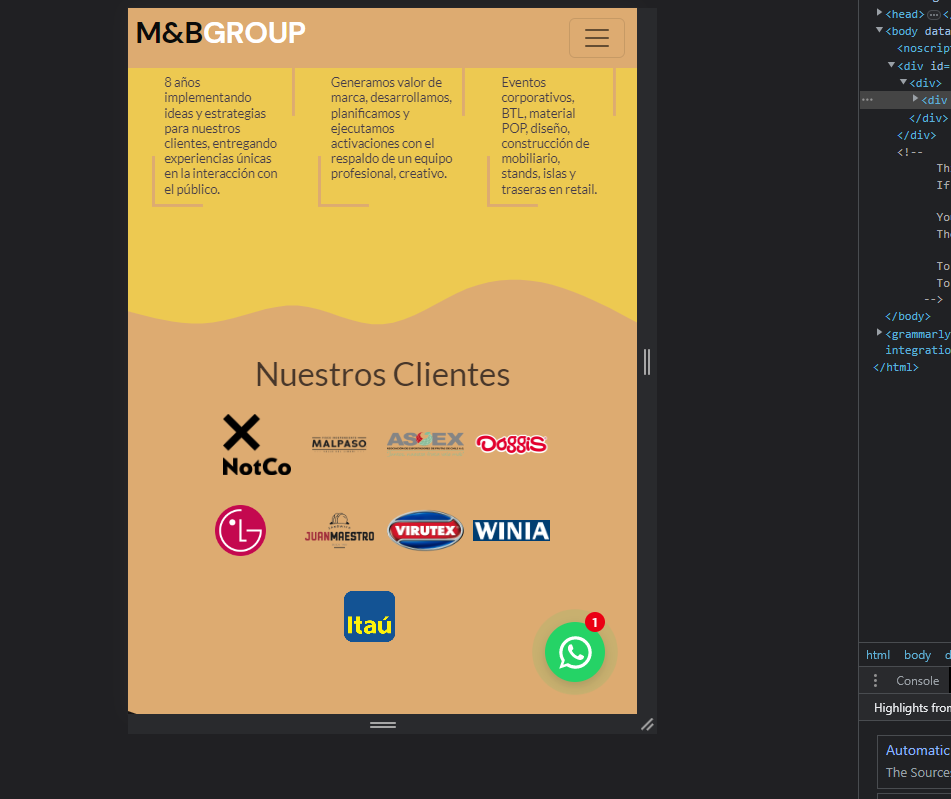 M&BGROUP
8 años
implementando
ideas y estrategias
para nuestros
clientes, entregando
experiencias únicas
en la interacción con
el público.
Generamos valor de
marca, desarrollamos,
planificamos y
ejecutamos
activaciones con el
respaldo de un equipo
profesional, creativo.
Eventos
corporativos,
BTL, material
POP, diseño,
construcción de
mobiliario,
stands, islas y
traseras en retail.
Nuestros Clientes
NotCo
MALPASO
Doggis
LG
JUANMAESTRO
VIRUTEX
WINIA
Itaú
1
<head>
<body data
<noscrip
<div id=
<div>
<div
</div>
</div>
<!--
Th
If
Yo
Th
To
To
-->
</body>
<grammarly
integratio
</html>
html body d
Console
Highlights from
Automatic
The Source